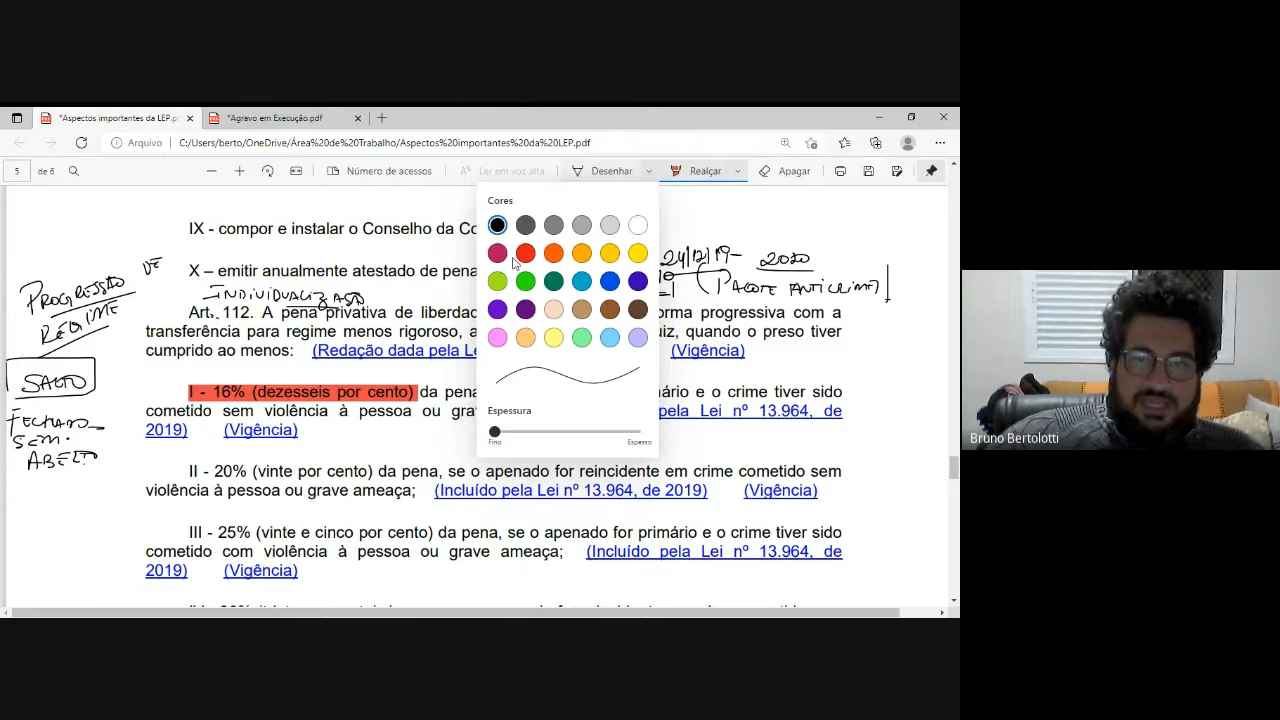 *Aspectos importantes da LEP.p
*Agravo em Execução.pdf
Arquivo
C:/Users/berto/OneDrive/Área%20de%20Trabalho/Aspectos%20importantes%20da%20LEP.pdf
5 de 6
Número de acessos
Ler em voz alta
Desenhar
Realçar
Apagar
Cores
IX - compor e instalar o Conselho da Co
24/12/19- 2020
X – emitir anualmente atestado de pena
(PACOTE ANTICRIME)
PROGRESSÃO DE
REGIME
INDIVIDUALIZAÇÃO
Art. 112. A pena privativa de liberdad
orma progressiva com a
transferência para regime menos rigoroso, a
uiz, quando o preso tiver
cumprido ao menos: (Redação dada pela Le
(Vigência)
SALTO
I - 16% (dezesseis por cento) da pena
ário e o crime tiver sido
cometido sem violência à pessoa ou grav
pela Lei nº 13.964, de
2019) (Vigência)
FECHADO
SEMI.
ABERTO
Espessura
Fino
Espesso
II - 20% (vinte por cento) da pena, se o apenado for reincidente em crime cometido sem
violência à pessoa ou grave ameaça; (Incluído pela Lei nº 13.964, de 2019) (Vigência)
III - 25% (vinte e cinco por cento) da pena, se o apenado for primário e o crime tiver sido
cometido com violência à pessoa ou grave ameaça; (Incluído pela Lei nº 13.964, de
2019) (Vigência)
Bruno Bertolotti